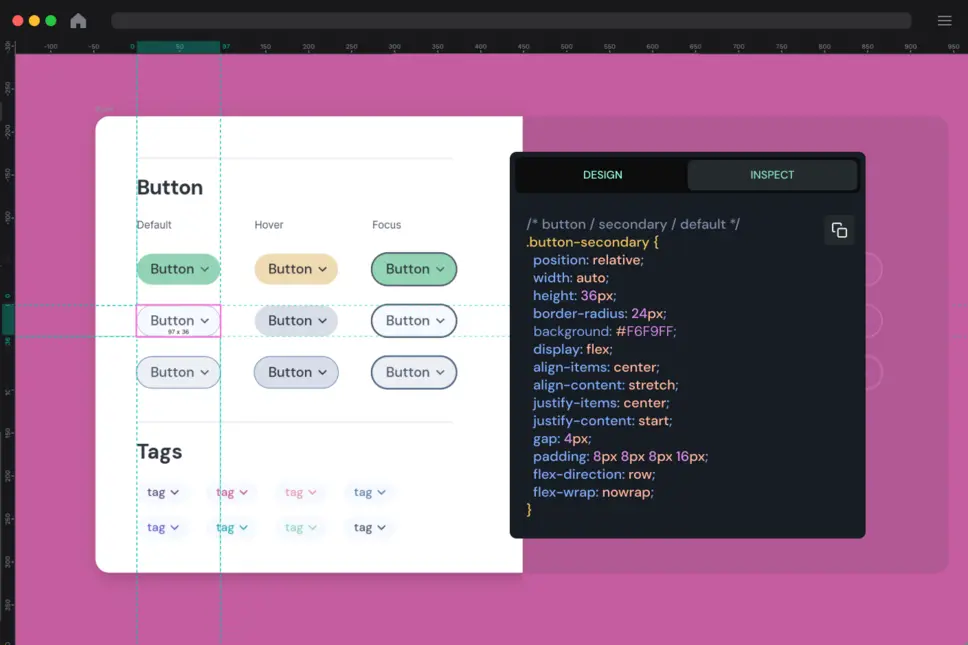 -100 -50 0 50 97 150 200 250 300 350 400 450 500 550 600 650 700 750 800 850 900 950
Button
Default Hover Focus
Button Button Button
Button Button Button
97 x 36
Button Button Button
Tags
tag tag tag tag
tag tag tag tag
DESIGN INSPECT
/* button / secondary / default */
.button-secondary {
position: relative;
width: auto;
height: 36px;
border-radius: 24px;
background: #F6F9FF;
display: flex;
align-items: center;
align-content: stretch;
justify-items: center;
justify-content: start;
gap: 4px;
padding: 8px 8px 8px 16px;
flex-direction: row;
flex-wrap: nowrap;
}